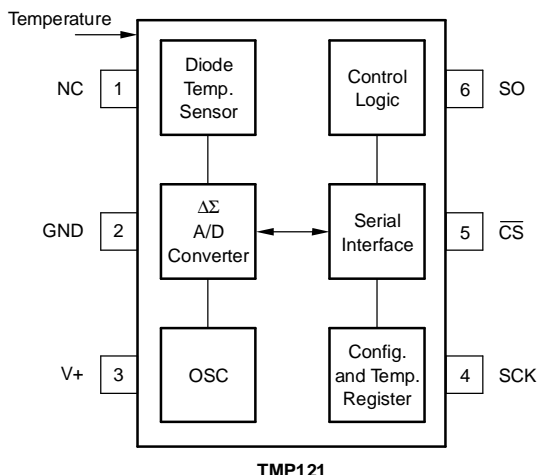 Temperature
NC
1
Diode
Temp.
Sensor
Control
Logic
6
SO
GND
2
ΔΣ
A/D
Converter
Serial
Interface
5
C̅S̅
V+
3
OSC
Config.
and Temp.
Register
4
SCK
TMP121